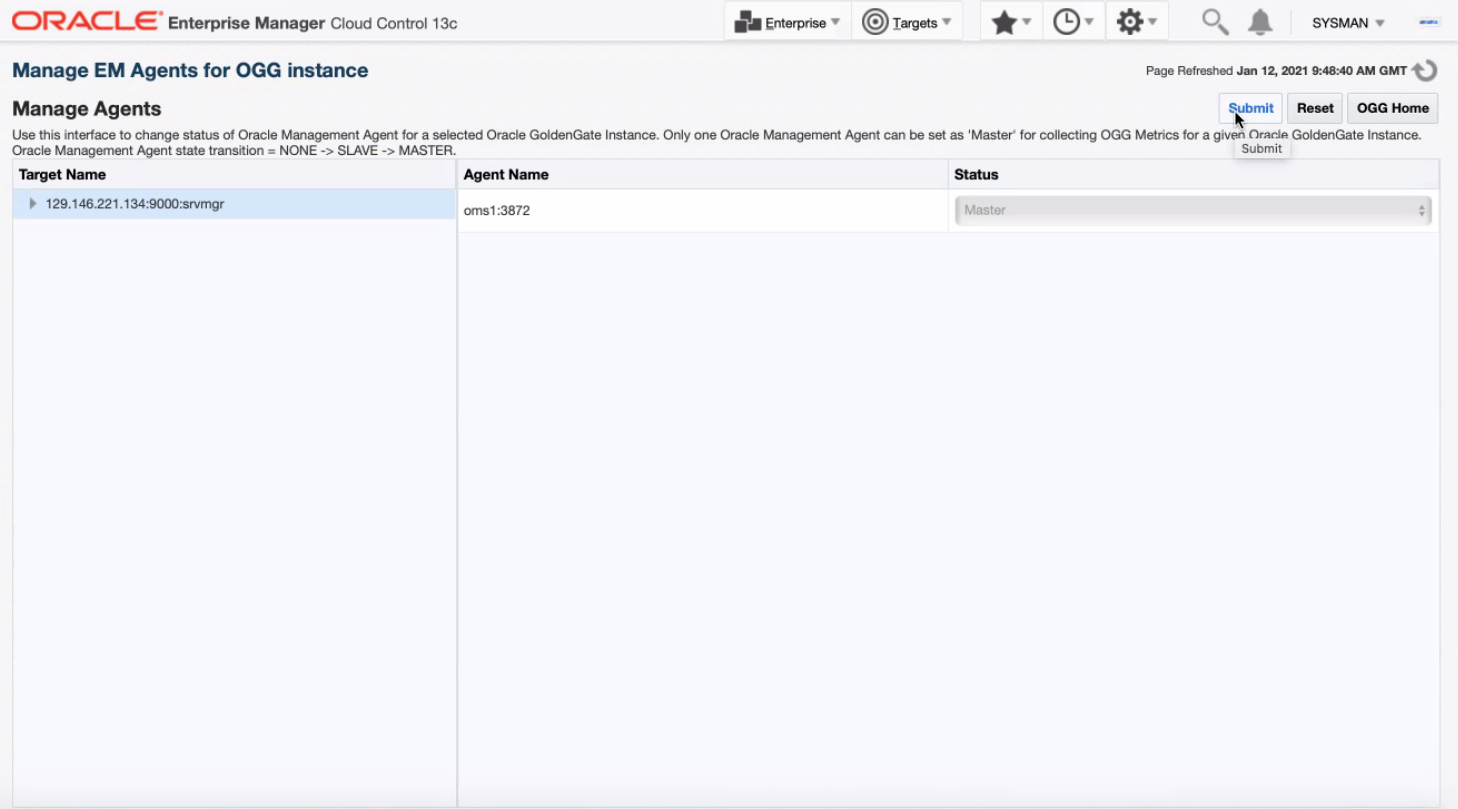 ORACLE® Enterprise Manager Cloud Control 13c Enterprise Targets SYSMAN
Manage EM Agents for OGG instance Page Refreshed Jan 12, 2021 9:48:40 AM GMT
Manage Agents Submit Reset OGG Home
Use this interface to change status of Oracle Management Agent for a selected Oracle GoldenGate Instance. Only one Oracle Management Agent can be set as 'Master' for collecting OGG Metrics for a given Oracle GoldenGate Instance.
Oracle Management Agent state transition = NONE -> SLAVE -> MASTER.
Submit
Target Name Agent Name Status
129.146.221.134:9000:srvmgr oms1:3872 Master